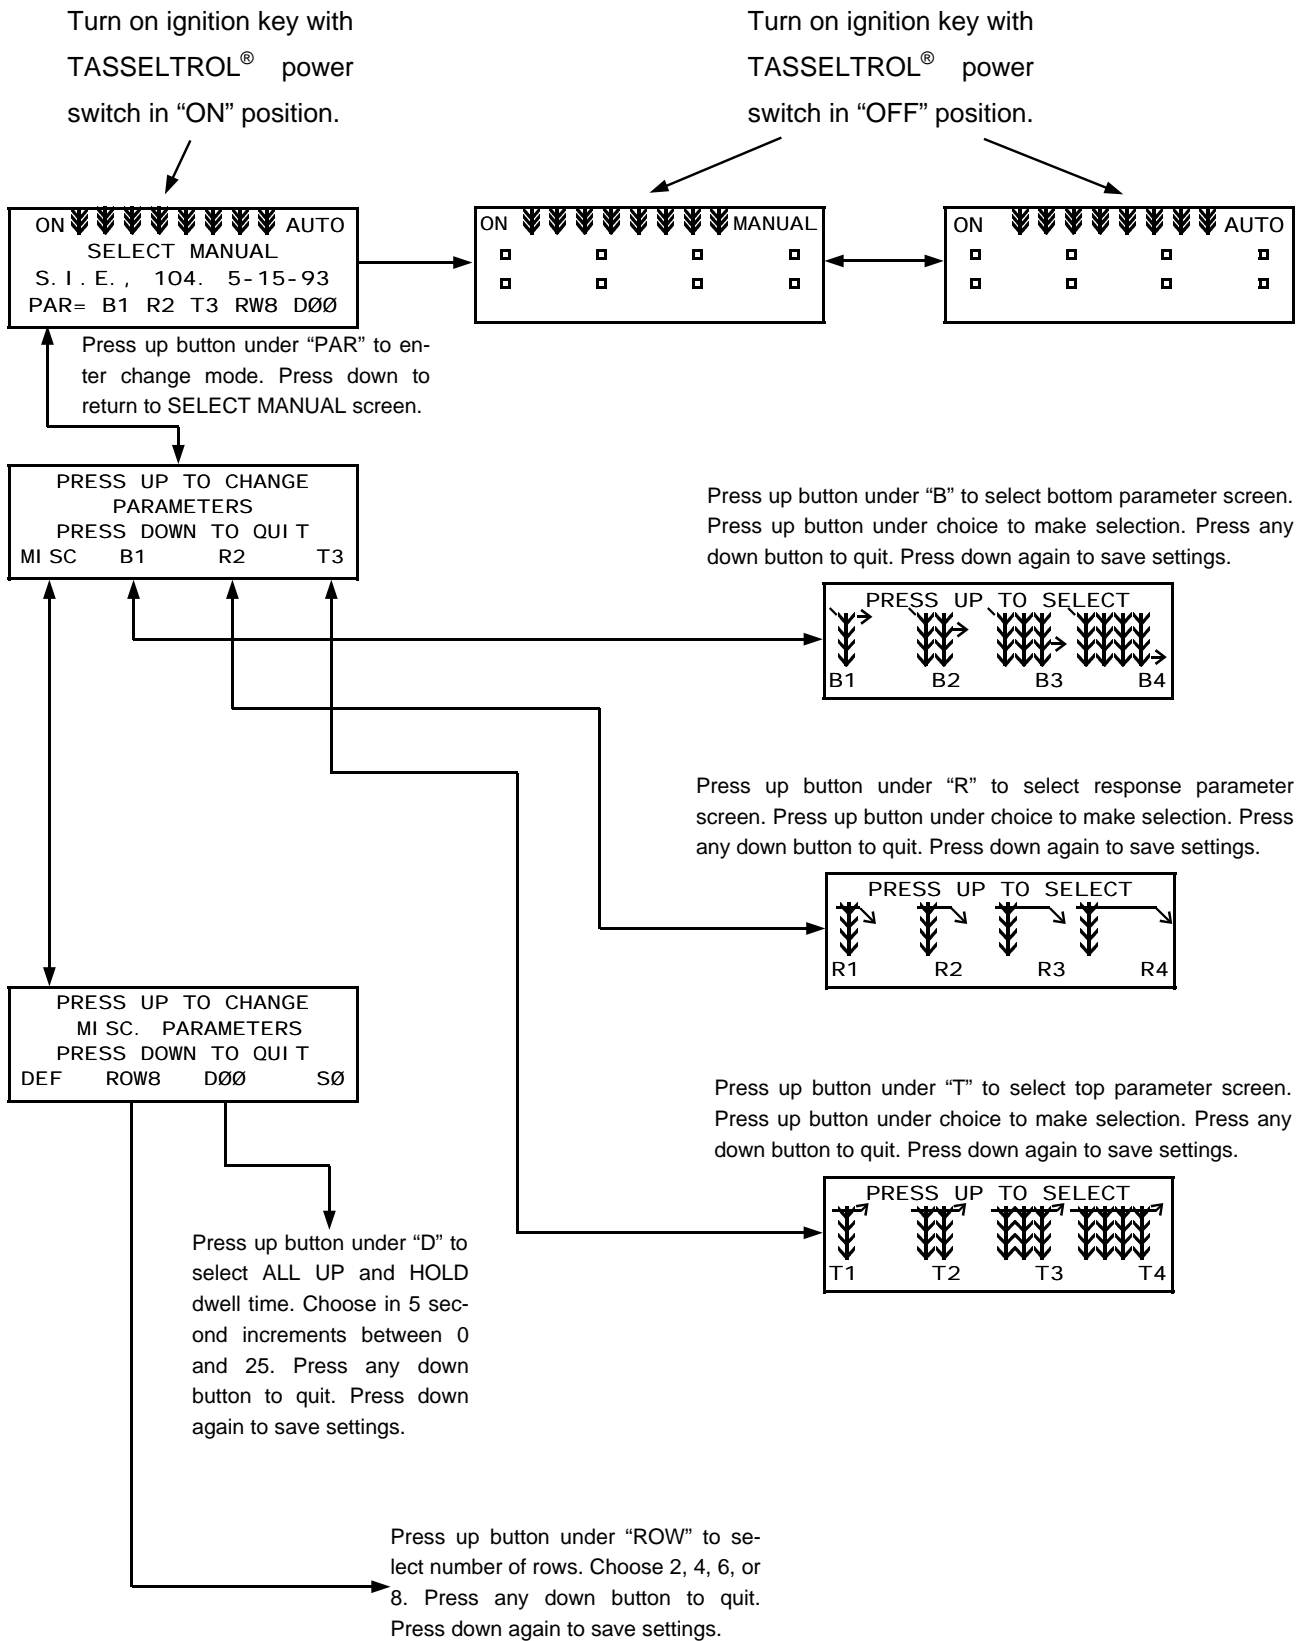 Turn on ignition key with
TASSELTROL® power
switch in “ON” position.
Turn on ignition key with
TASSELTROL® power
switch in “OFF” position.
ON AUTO
SELECT MANUAL
S.I.E., 104. 5-15-93
PAR= B1 R2 T3 RW8 DØØ
ON MANUAL
ON AUTO
Press up button under “PAR” to en-
ter change mode. Press down to
return to SELECT MANUAL screen.
PRESS UP TO CHANGE
PARAMETERS
PRESS DOWN TO QUIT
MISC B1 R2 T3
Press up button under “B” to select bottom parameter screen.
Press up button under choice to make selection. Press any
down button to quit. Press down again to save settings.
PRESS UP TO SELECT
B1 B2 B3 B4
Press up button under “R” to select response parameter
screen. Press up button under choice to make selection. Press
any down button to quit. Press down again to save settings.
PRESS UP TO SELECT
R1 R2 R3 R4
PRESS UP TO CHANGE
MISC. PARAMETERS
PRESS DOWN TO QUIT
DEF ROW8 DØØ SØ
Press up button under “T” to select top parameter screen.
Press up button under choice to make selection. Press any
down button to quit. Press down again to save settings.
PRESS UP TO SELECT
T1 T2 T3 T4
Press up button under “D” to
select ALL UP and HOLD
dwell time. Choose in 5 sec-
ond increments between 0
and 25. Press any down
button to quit. Press down
again to save settings.
Press up button under “ROW” to se-
lect number of rows. Choose 2, 4, 6, or
8. Press any down button to quit.
Press down again to save settings.